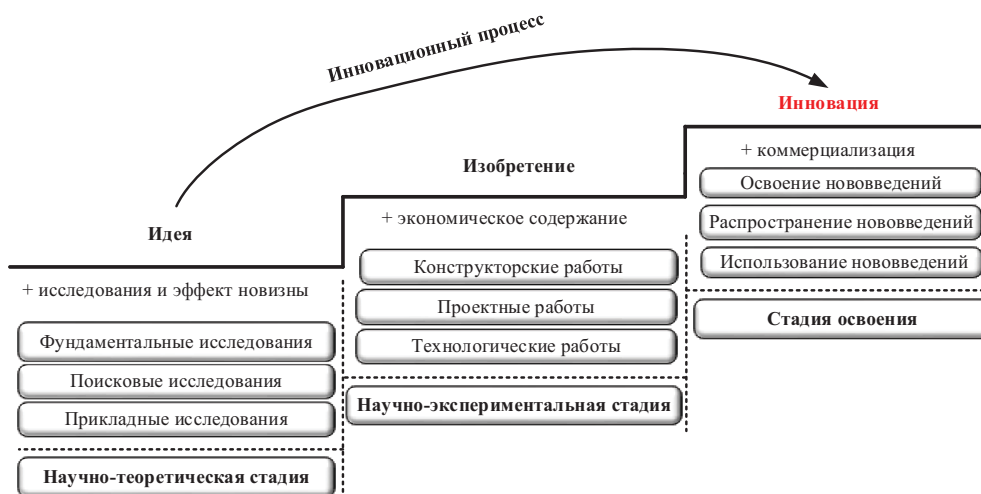 Инновационный процесс
Идея
+ исследования и эффект новизны
Фундаментальные исследования
Поисковые исследования
Прикладные исследования
Научно-теоретическая стадия
Изобретение
+ экономическое содержание
Конструкторские работы
Проектные работы
Технологические работы
Научно-экспериментальная стадия
Инновация
+ коммерциализация
Освоение нововведений
Распространение нововведений
Использование нововведений
Стадия освоения